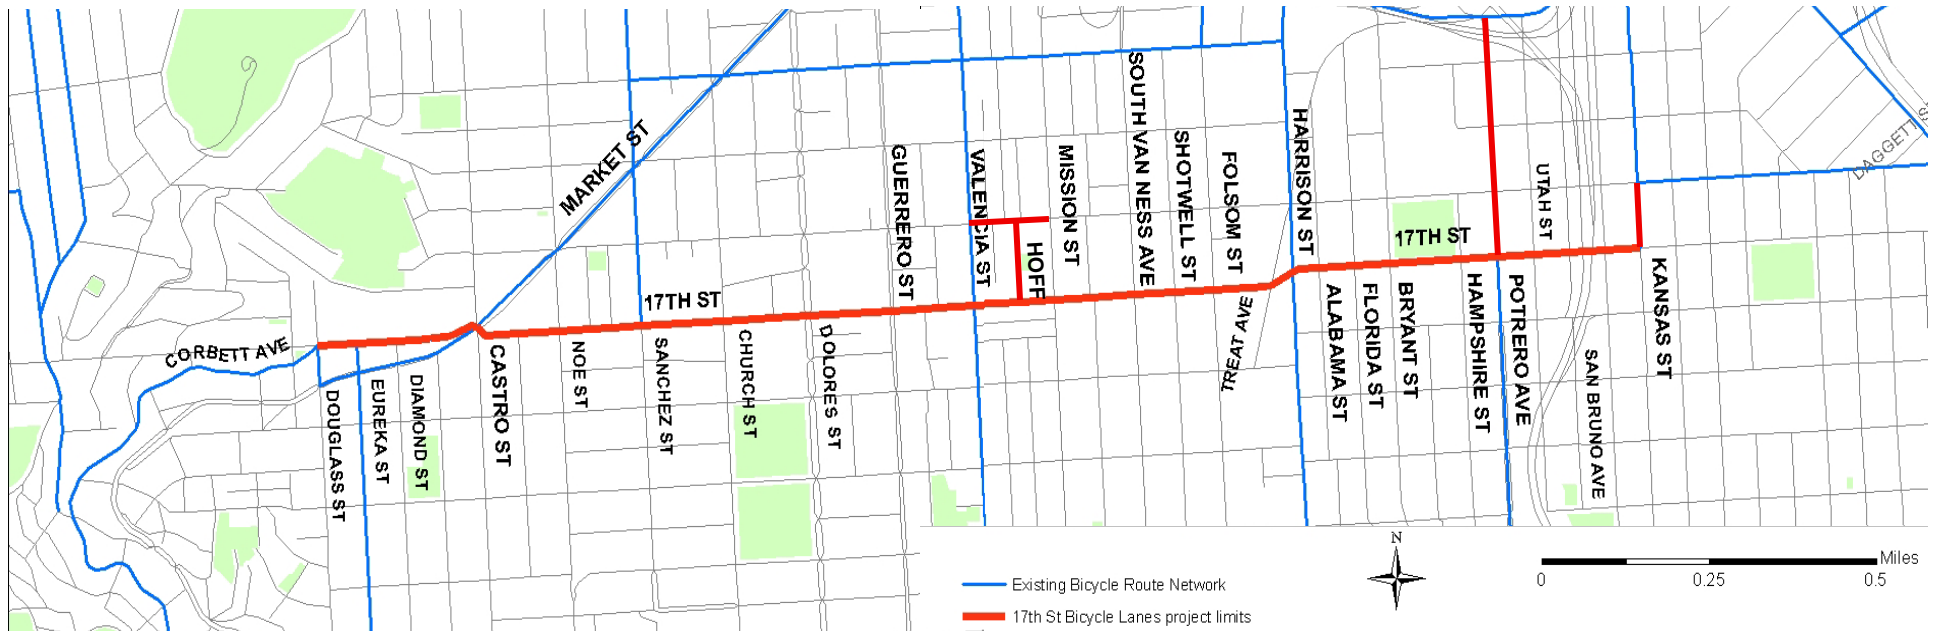 MARKET ST
GUERRERO ST
VALENCIA ST
HOFF
MISSION ST
SOUTH VAN NESS AVE
SHOTWELL ST
FOLSOM ST
HARRISON ST
17TH ST
UTAH ST
17TH ST
CORBETT AVE
DOUGLASS ST
EUREKA ST
DIAMOND ST
CASTRO ST
NOE ST
SANCHEZ ST
CHURCH ST
DOLORES ST
TREAT AVE
ALABAMA ST
FLORIDA ST
BRYANT ST
HAMPSHIRE ST
POTRERO AVE
SAN BRUNO AVE
KANSAS ST
DAGGETT S
N
Miles
0 0.25 0.5
Existing Bicycle Route Network
17th St Bicycle Lanes project limits